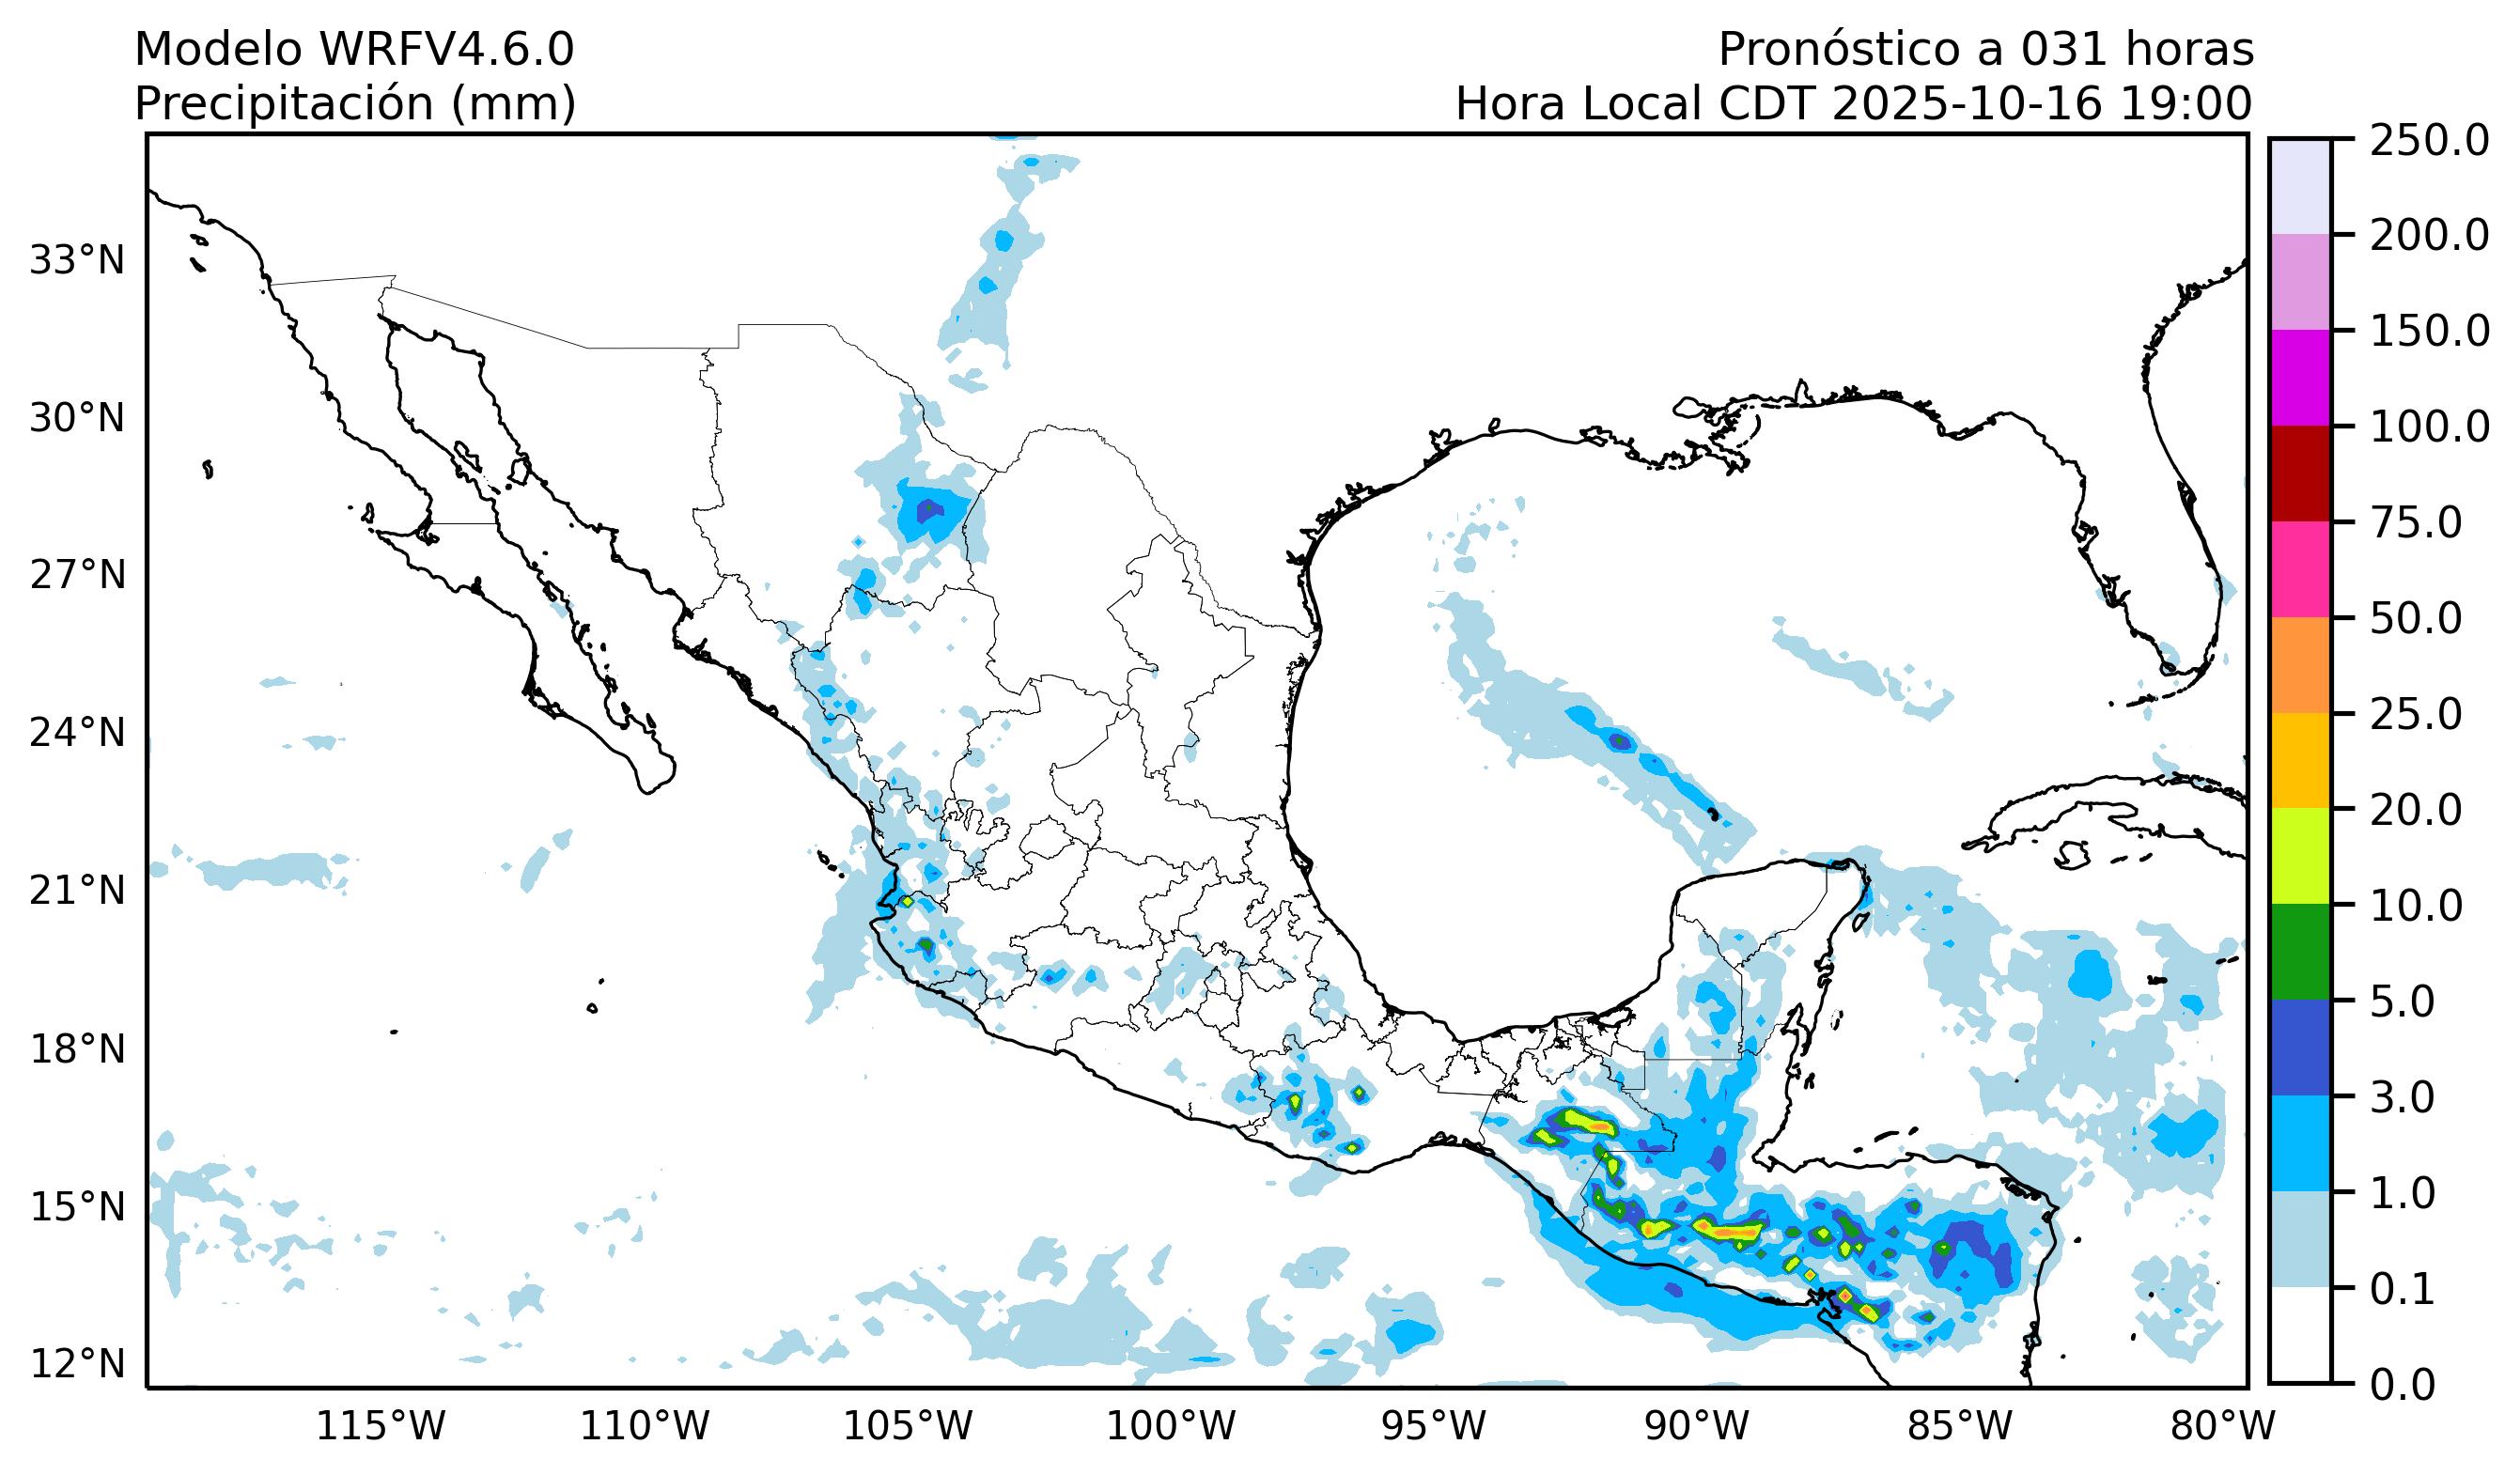 Modelo WRFV4.6.0
Precipitación (mm)
Pronóstico a 031 horas
Hora Local CDT 2025-10-16 19:00
33°N
30°N
27°N
24°N
21°N
18°N
15°N
12°N
115°W
110°W
105°W
100°W
95°W
90°W
85°W
80°W
250.0
200.0
150.0
100.0
75.0
50.0
25.0
20.0
10.0
5.0
3.0
1.0
0.1
0.0